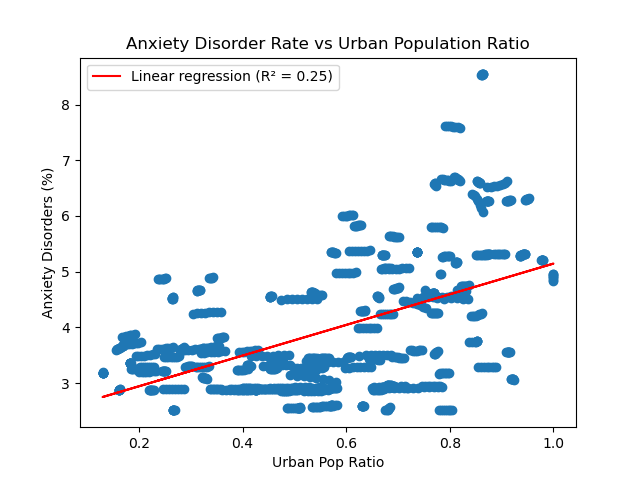 Anxiety Disorder Rate vs Urban Population Ratio
Linear regression (R² = 0.25)
Anxiety Disorders (%)
8
7
6
5
4
3
0.2 0.4 0.6 0.8 1.0
Urban Pop Ratio